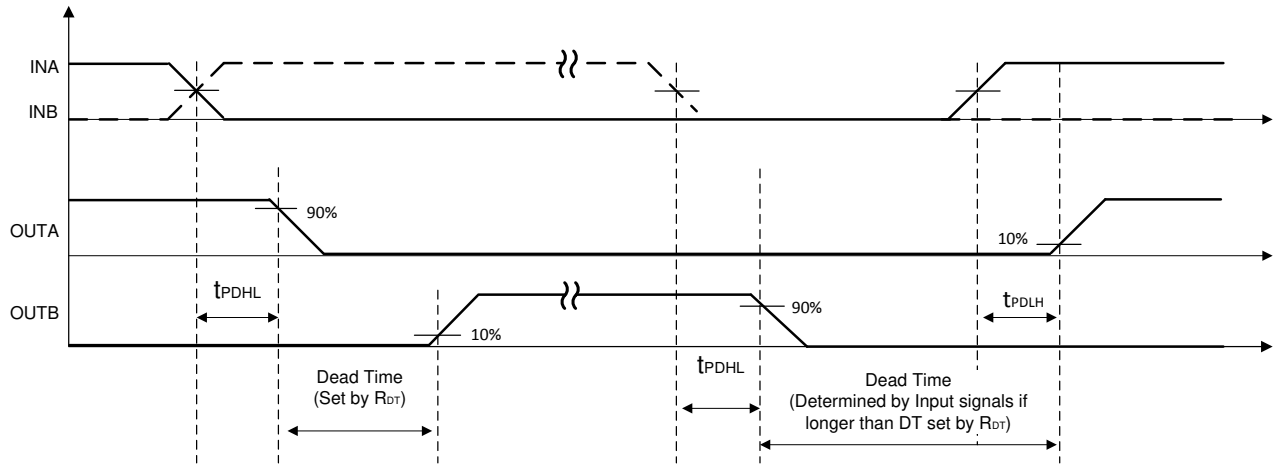 INA
INB
OUTA
90%
10%
tPDHL
tPDLH
OUTB
10%
90%
tPDHL
Dead Time
(Set by RDT)
Dead Time
(Determined by Input signals if
longer than DT set by RDT)